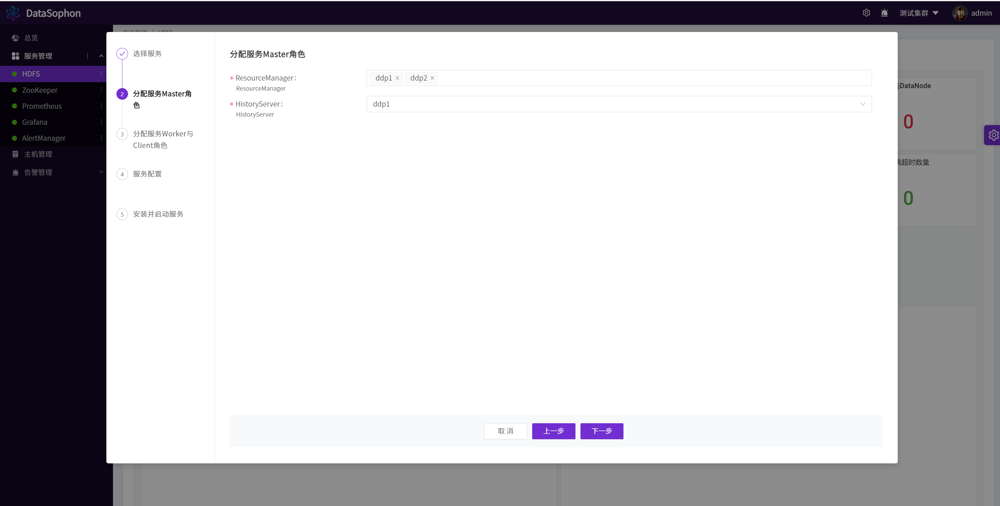 DataSophon
测试集群
admin
总览
服务管理
HDFS
ZooKeeper
Prometheus
Grafana
AlertManager
主机管理
告警管理
服务管理 / HDFS
选择服务
2
分配服务Master角
色
3
分配服务Worker与
Client角色
4
服务配置
5
安装并启动服务
分配服务Master角色
* ResourceManager:
ResourceManager
ddp1
ddp2
* HistoryServer:
HistoryServer
ddp1
取 消
上一步
下一步
DataNode
0
超时数量
0